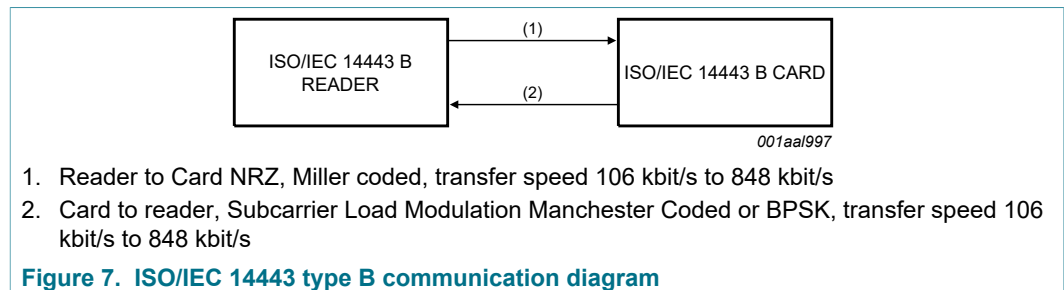 (1)
ISO/IEC 14443 B
READER
ISO/IEC 14443 B CARD
(2)
001aal997
1. Reader to Card NRZ, Miller coded, transfer speed 106 kbit/s to 848 kbit/s
2. Card to reader, Subcarrier Load Modulation Manchester Coded or BPSK, transfer speed 106
kbit/s to 848 kbit/s
Figure 7. ISO/IEC 14443 type B communication diagram